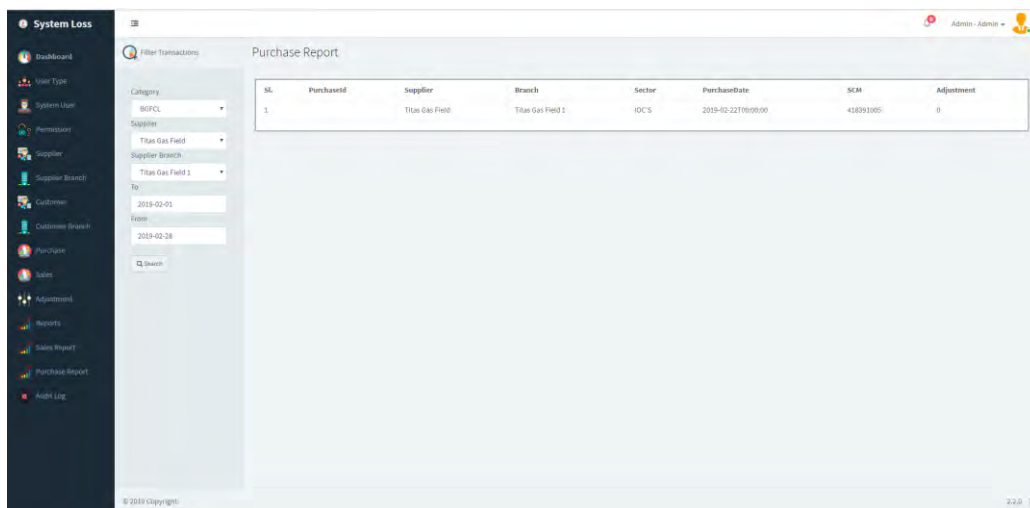 System Loss
Admin - Admin
Dashboard
User Type
System User
Permission
Supplier
Supplier Branch
Customer
Customer Branch
Purchase
Sales
Adjustment
Reports
Sales Report
Purchase Report
Audit Log
Filter Transactions
Category
BGFCL
Supplier
Titas Gas Field
Supplier Branch
Titas Gas Field 1
To
2019-02-01
From
2019-02-28
Search
Purchase Report
SL PurchaseId Supplier Branch Sector PurchaseDate SCM Adjustment
1 Titas Gas Field Titas Gas Field 1 IOC'S 2019-02-22T00:00:00 418391005 0
© 2019 Copyright:
2.2.0